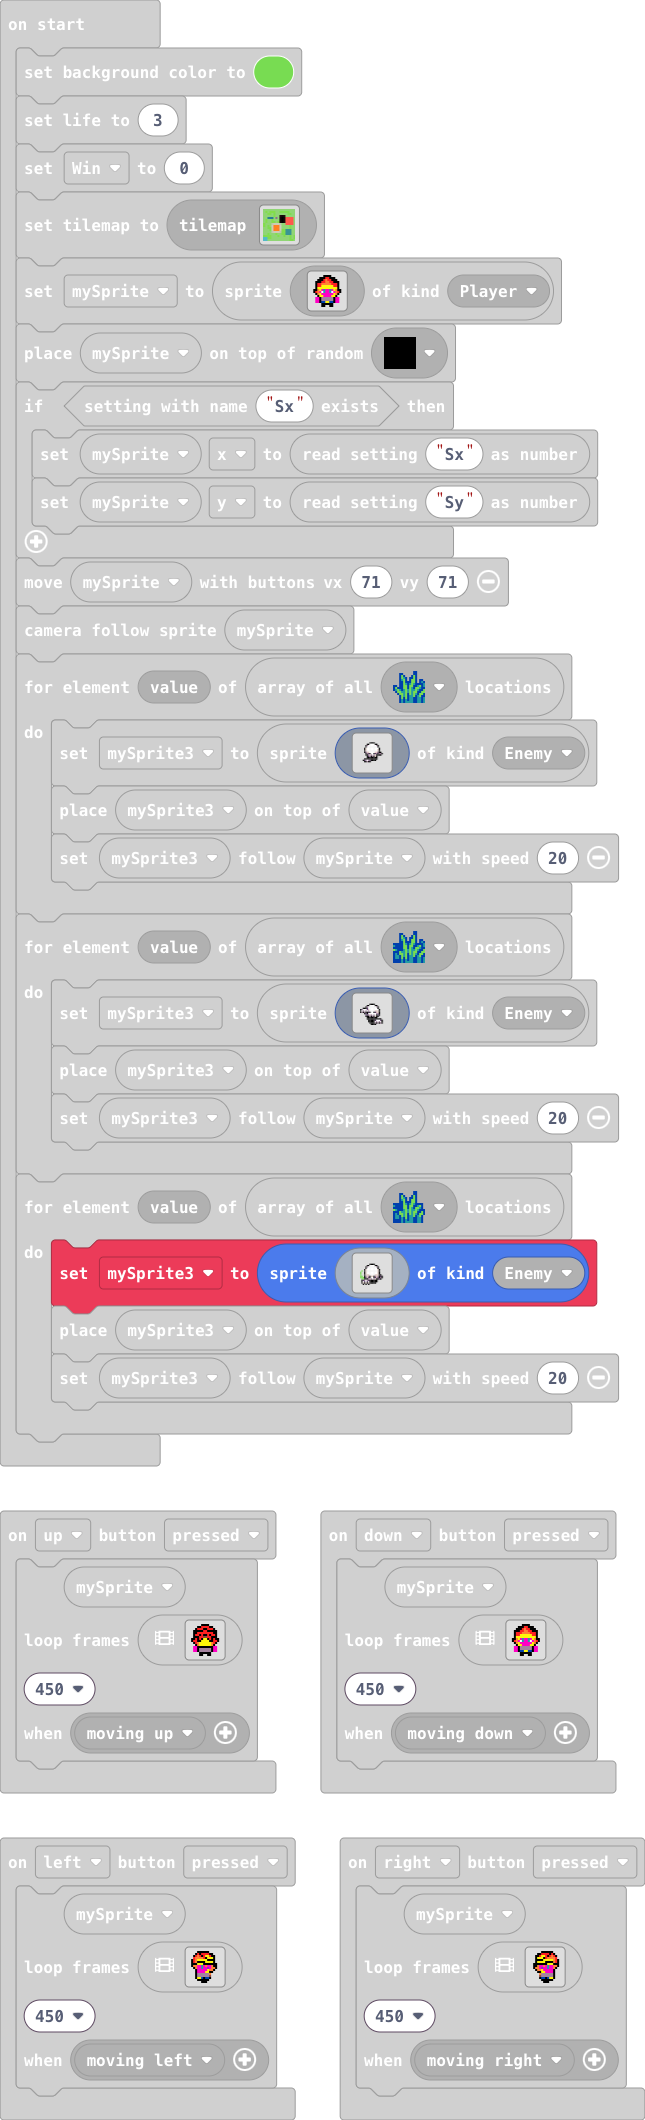 on start
set background color to
set life to 3
set Win to 0
set tilemap to tilemap
set mySprite to sprite of kind Player
place mySprite on top of random
if setting with name "Sx" exists then
set mySprite x to read setting "Sx" as number
set mySprite y to read setting "Sy" as number
move mySprite with buttons vx 71 vy 71
camera follow sprite mySprite
for element value of array of all locations
do
set mySprite3 to sprite of kind Enemy
place mySprite3 on top of value
set mySprite3 follow mySprite with speed 20
for element value of array of all locations
do
set mySprite3 to sprite of kind Enemy
place mySprite3 on top of value
set mySprite3 follow mySprite with speed 20
for element value of array of all locations
do
set mySprite3 to sprite of kind Enemy
place mySprite3 on top of value
set mySprite3 follow mySprite with speed 20
on up button pressed
mySprite
loop frames
450
when moving up
on down button pressed
mySprite
loop frames
450
when moving down
on left button pressed
mySprite
loop frames
450
when moving left
on right button pressed
mySprite
loop frames
450
when moving right